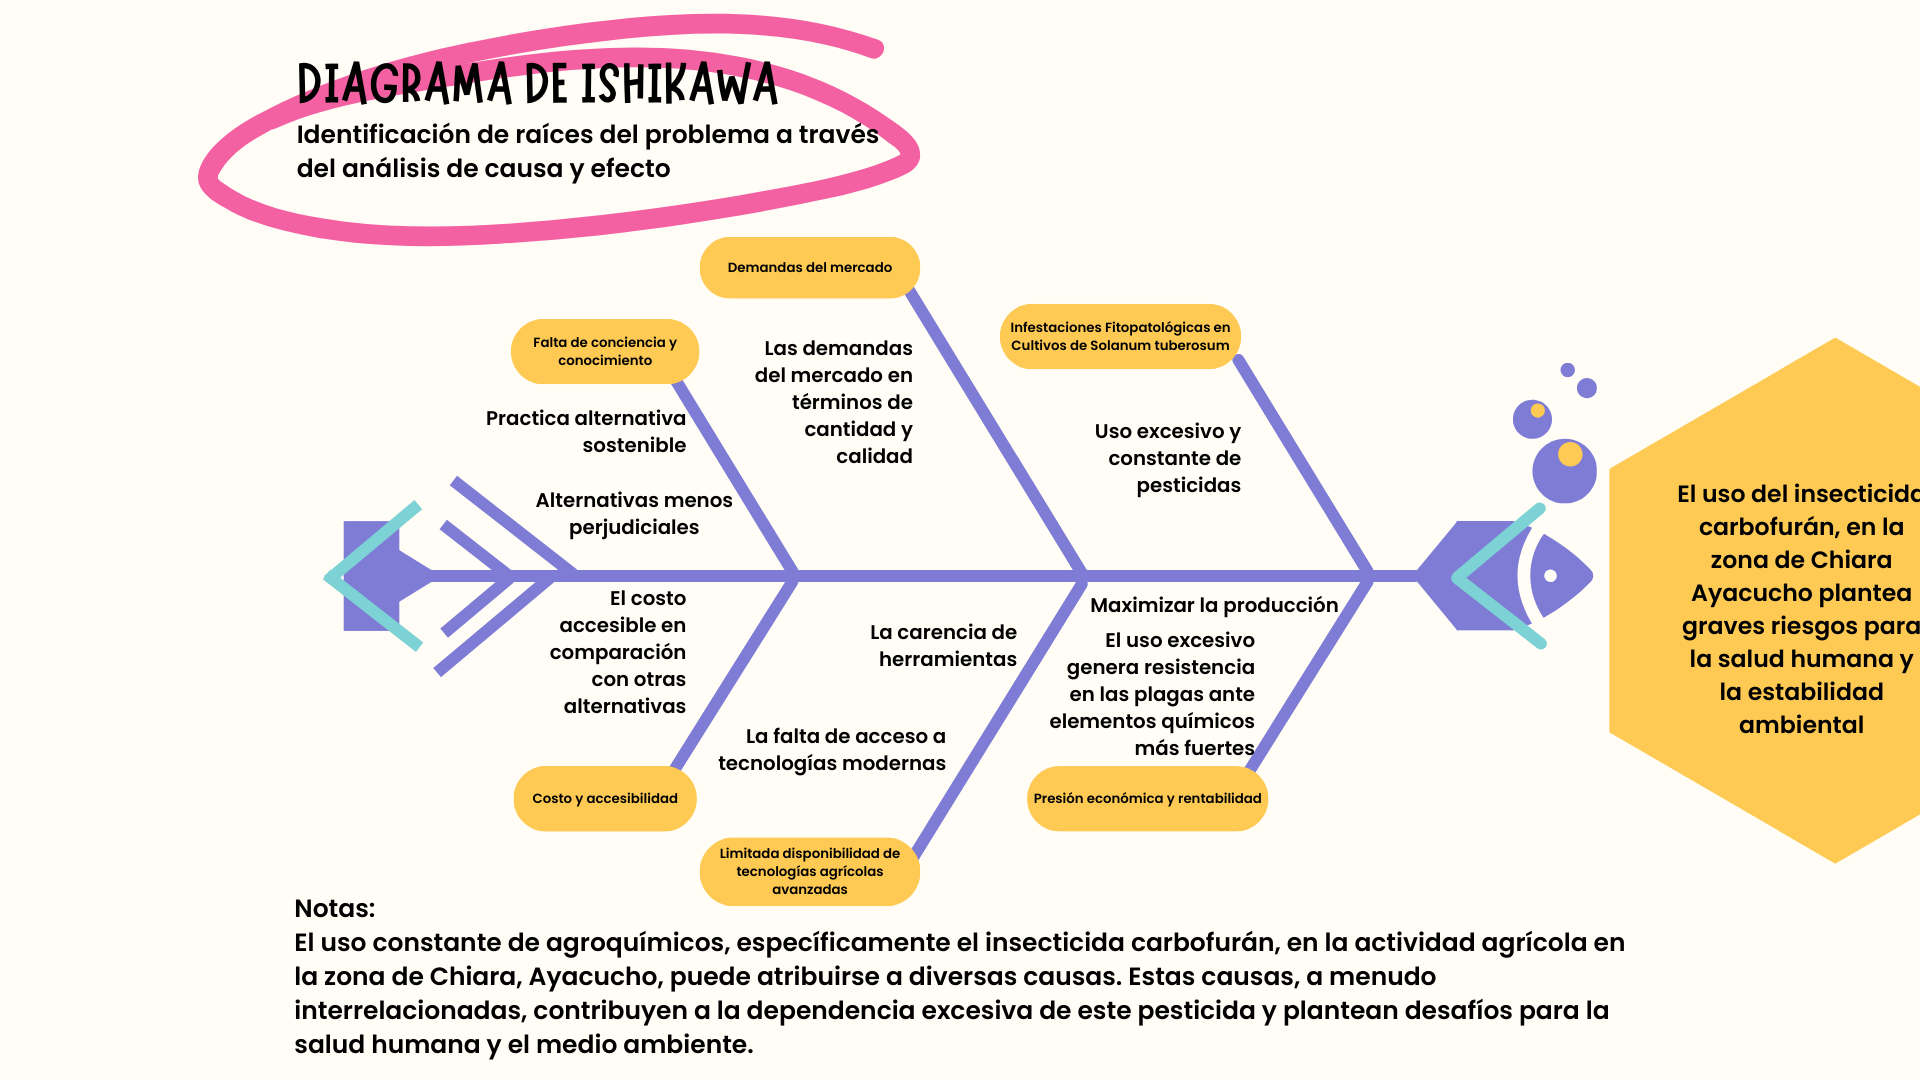 DIAGRAMA DE ISHIKAWA
Identificación de raíces del problema a través
del análisis de causa y efecto
Demandas del mercado
Infestaciones Fitopatológicas en
Cultivos de Solanum tuberosum
Falta de conciencia y
conocimiento
Las demandas
del mercado en
términos de
cantidad y
calidad
Practica alternativa
sostenible
Alternativas menos
perjudiciales
Uso excesivo y
constante de
pesticidas
El uso del insecticida
carbofurán, en la
zona de Chiara
Ayacucho plantea
graves riesgos para
la salud humana y
la estabilidad
ambiental
El costo
accesible en
comparación
con otras
alternativas
La carencia de
herramientas
La falta de acceso a
tecnologías modernas
Maximizar la producción
El uso excesivo
genera resistencia
en las plagas ante
elementos químicos
más fuertes
Costo y accesibilidad
Presión económica y rentabilidad
Limitada disponibilidad de
tecnologías agrícolas
avanzadas
Notas:
El uso constante de agroquímicos, específicamente el insecticida carbofurán, en la actividad agrícola en
la zona de Chiara, Ayacucho, puede atribuirse a diversas causas. Estas causas, a menudo
interrelacionadas, contribuyen a la dependencia excesiva de este pesticida y plantean desafíos para la
salud humana y el medio ambiente.